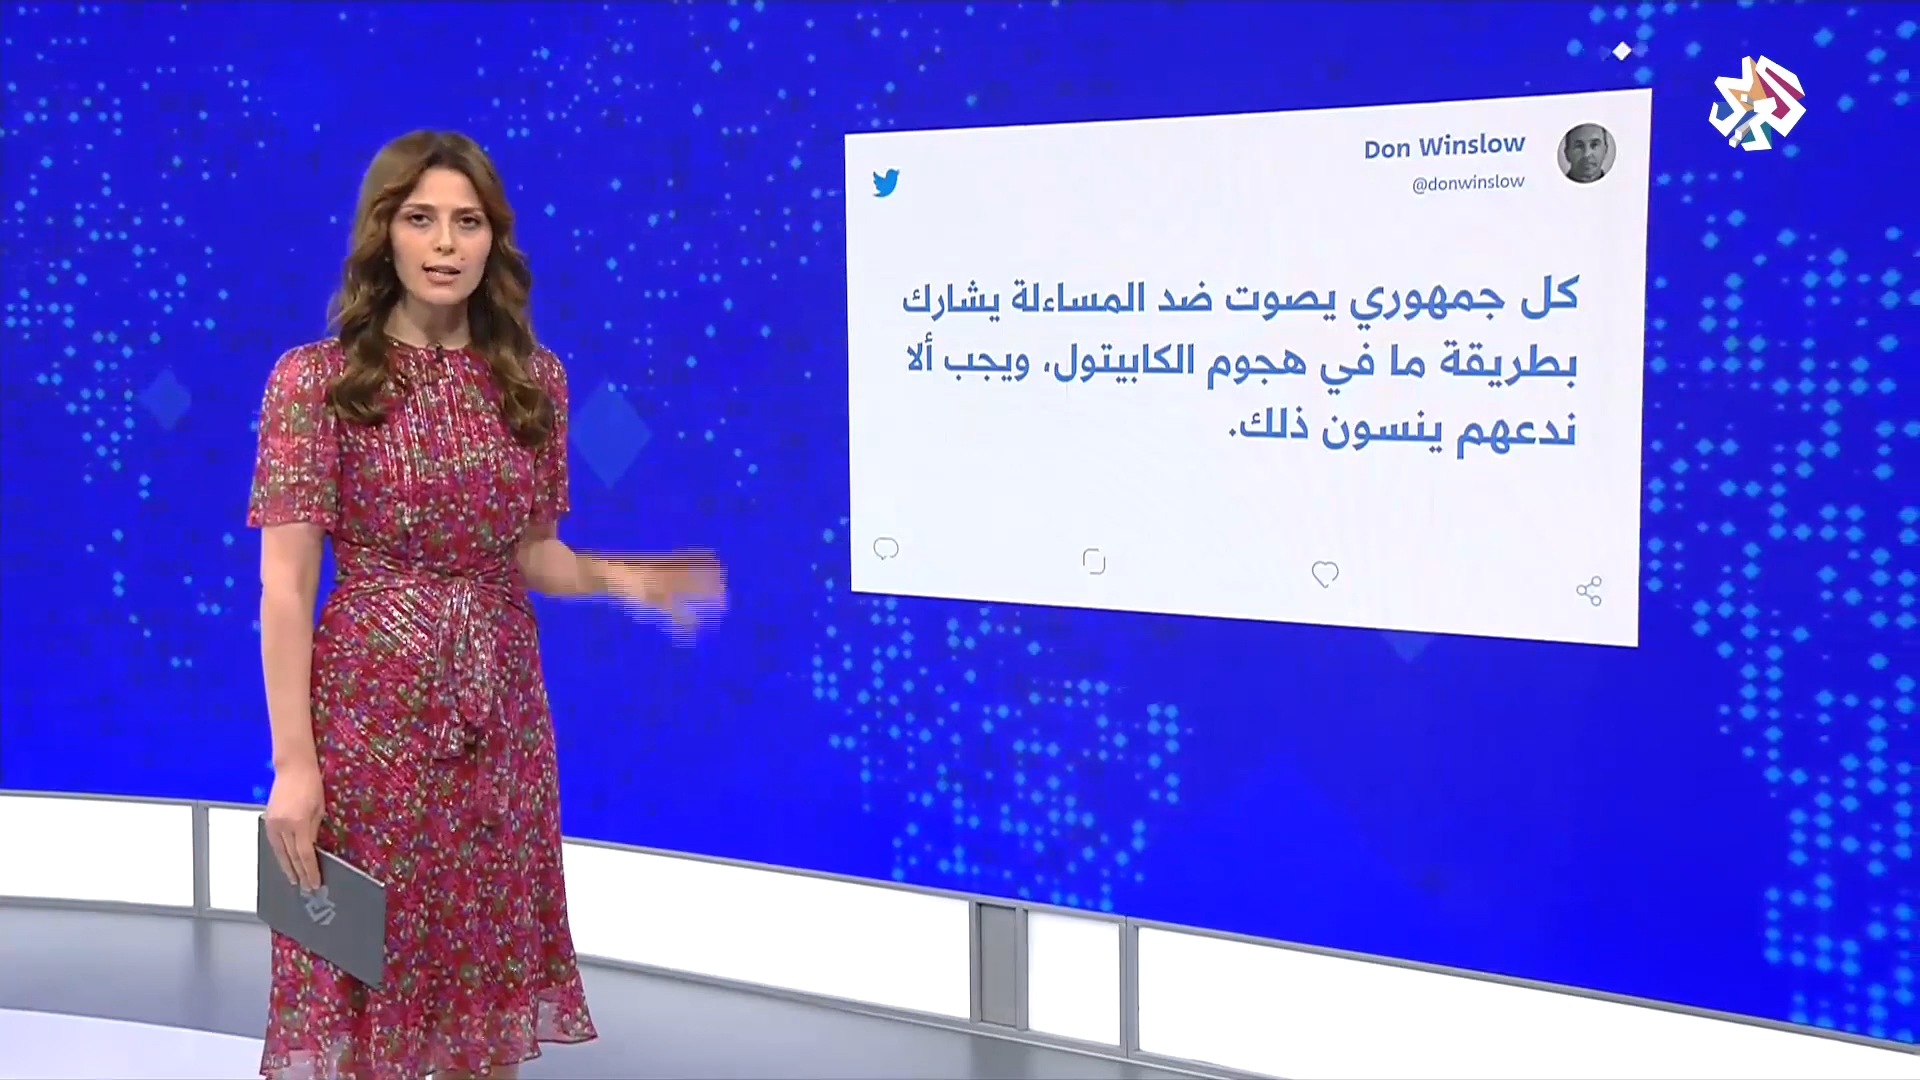 Don Winslow
@donwinslow
كل جمهوري يصوت ضد المساءلة يشارك
بطريقة ما في هجوم الكابيتول، ويجب ألا
ندعهم ينسون ذلك.